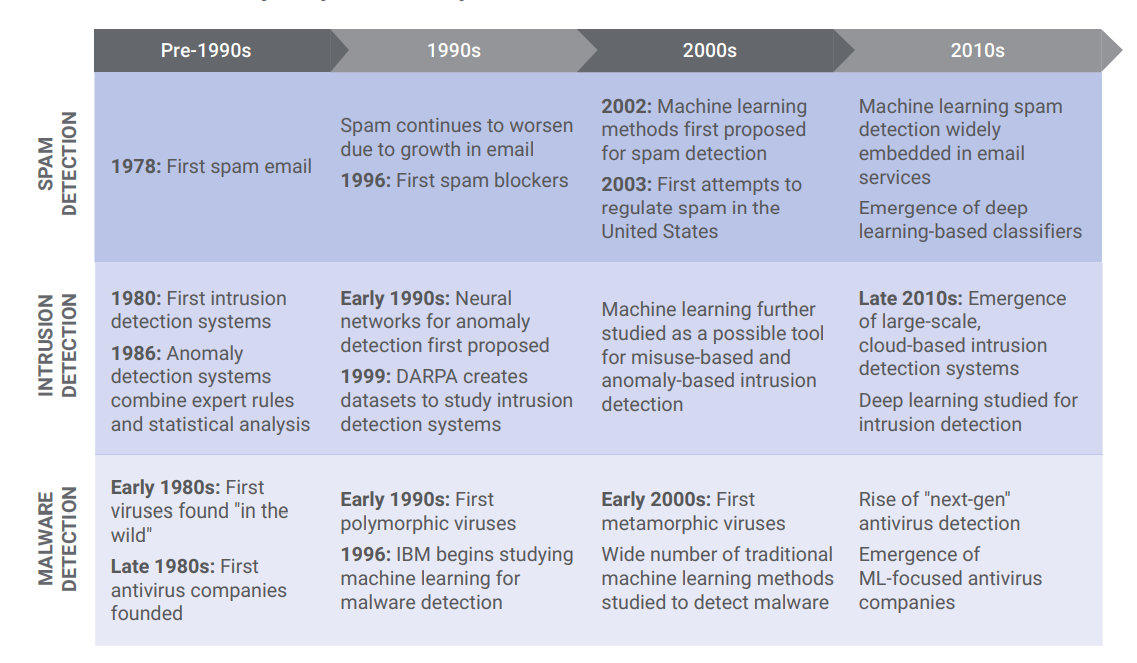 Pre-1990s
1990s
2000s
2010s
SPAM
DETECTION
1978: First spam email
Spam continues to worsen
due to growth in email
1996: First spam blockers
2002: Machine learning
methods first proposed
for spam detection
2003: First attempts to
regulate spam in the
United States
Machine learning spam
detection widely
embedded in email
services
Emergence of deep
learning-based classifiers
INTRUSION
DETECTION
1980: First intrusion
detection systems
1986: Anomaly
detection systems
combine expert rules
and statistical analysis
Early 1990s: Neural
networks for anomaly
detection first proposed
1999: DARPA creates
datasets to study intrusion
detection systems
Machine learning further
studied as a possible tool
for misuse-based and
anomaly-based intrusion
detection
Late 2010s: Emergence
of large-scale,
cloud-based intrusion
detection systems
Deep learning studied for
intrusion detection
MALWARE
DETECTION
Early 1980s: First
viruses found "in the
wild"
Late 1980s: First
antivirus companies
founded
Early 1990s: First
polymorphic viruses
1996: IBM begins studying
machine learning for
malware detection
Early 2000s: First
metamorphic viruses
Wide number of traditional
machine learning methods
studied to detect malware
Rise of "next-gen"
antivirus detection
Emergence of
ML-focused antivirus
companies